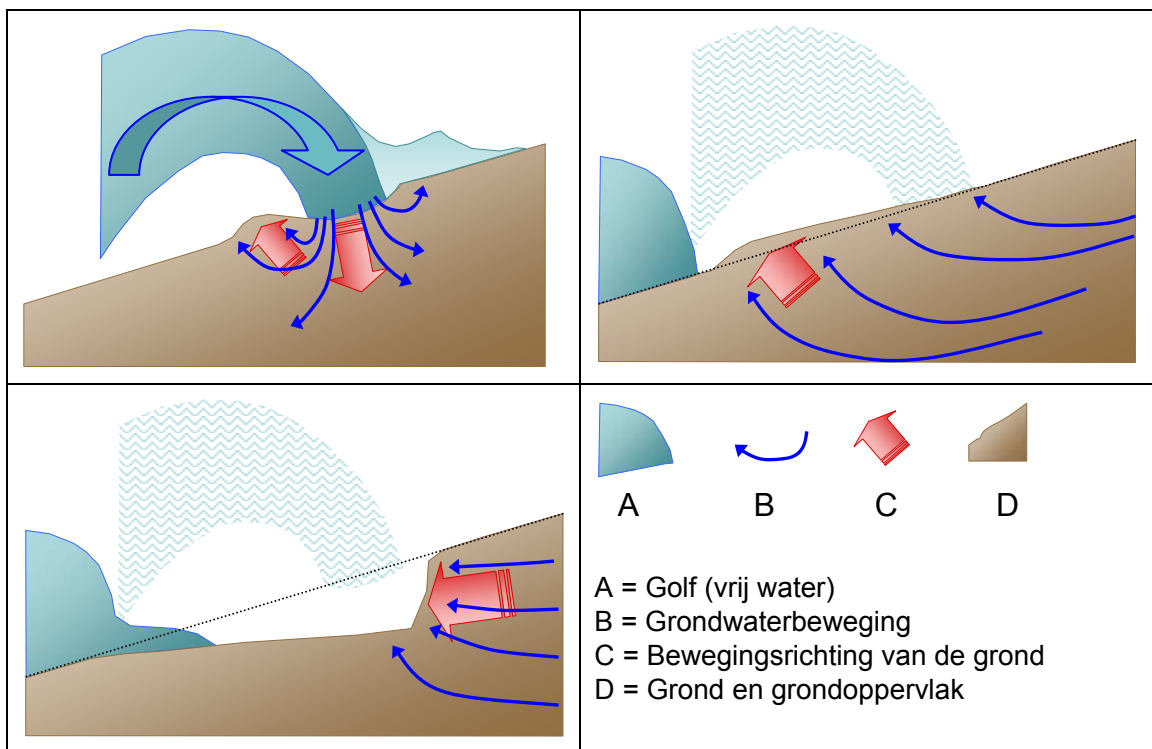 A B C D
A = Golf (vrij water)
B = Grondwaterbeweging
C = Bewegingsrichting van de grond
D = Grond en grondoppervlak